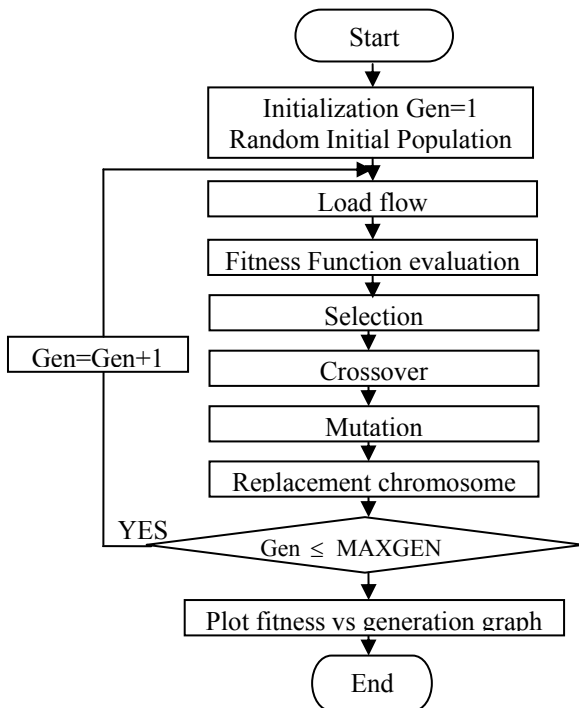 Start
Initialization Gen=1
Random Initial Population
Load flow
Fitness Function evaluation
Selection
Gen=Gen+1
Crossover
Mutation
Replacement chromosome
YES
Gen ≤ MAXGEN
Plot fitness vs generation graph
End